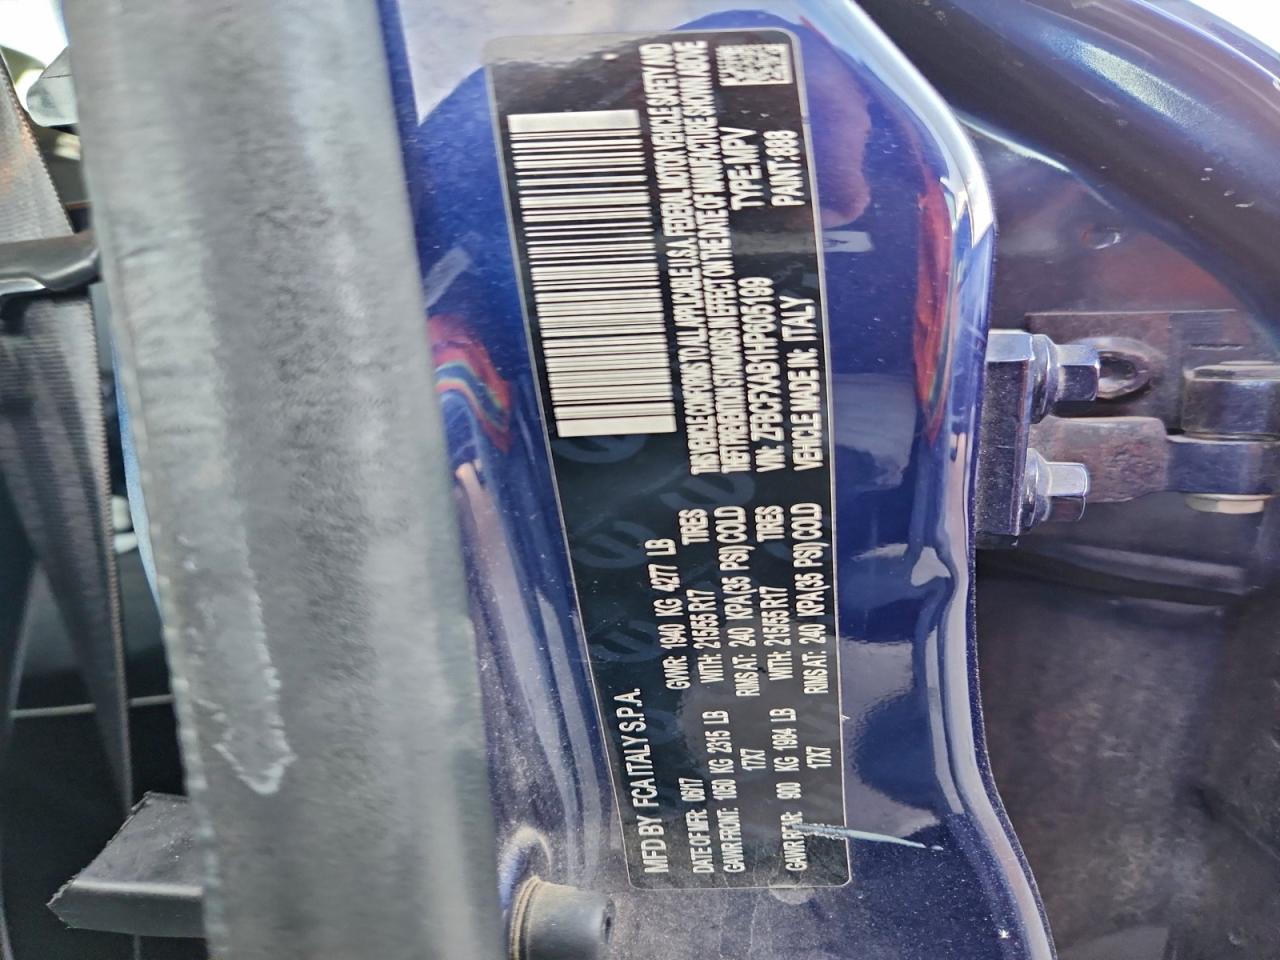 MFD BY FCA ITALY S.P.A.
DATE OF MFR: 06/17 GVWR: 1940 KG 4277 LB
GAWR FRONT: 1050 KG 2315 LB WITH: 215/55 R17 TIRES
17X7 RIMS AT: 240 KPA(35 PSI) COLD
GAWR REAR: 900 KG 1984 LB WITH: 215/55 R17 TIRES
17X7 RIMS AT: 240 KPA(35 PSI) COLD
THIS VEHICLE CONFORMS TO ALL APPLICABLE U.S.A. FEDERAL MOTOR VEHICLE SAFETY AND
THEFT PREVENTION STANDARDS IN EFFECT ON THE DATE OF MANUFACTURE SHOWN ABOVE
VIN: ZFBCFXAB1HP605199 TYPE: MPV
VEHICLE MADE IN: ITALY PAINT: 888